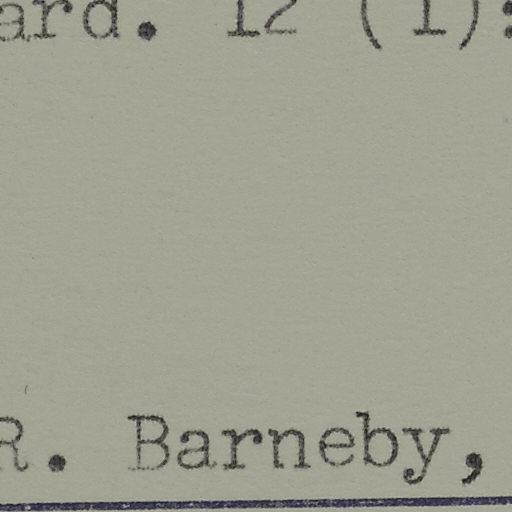 ard. 12 (1):
R. Barneby,